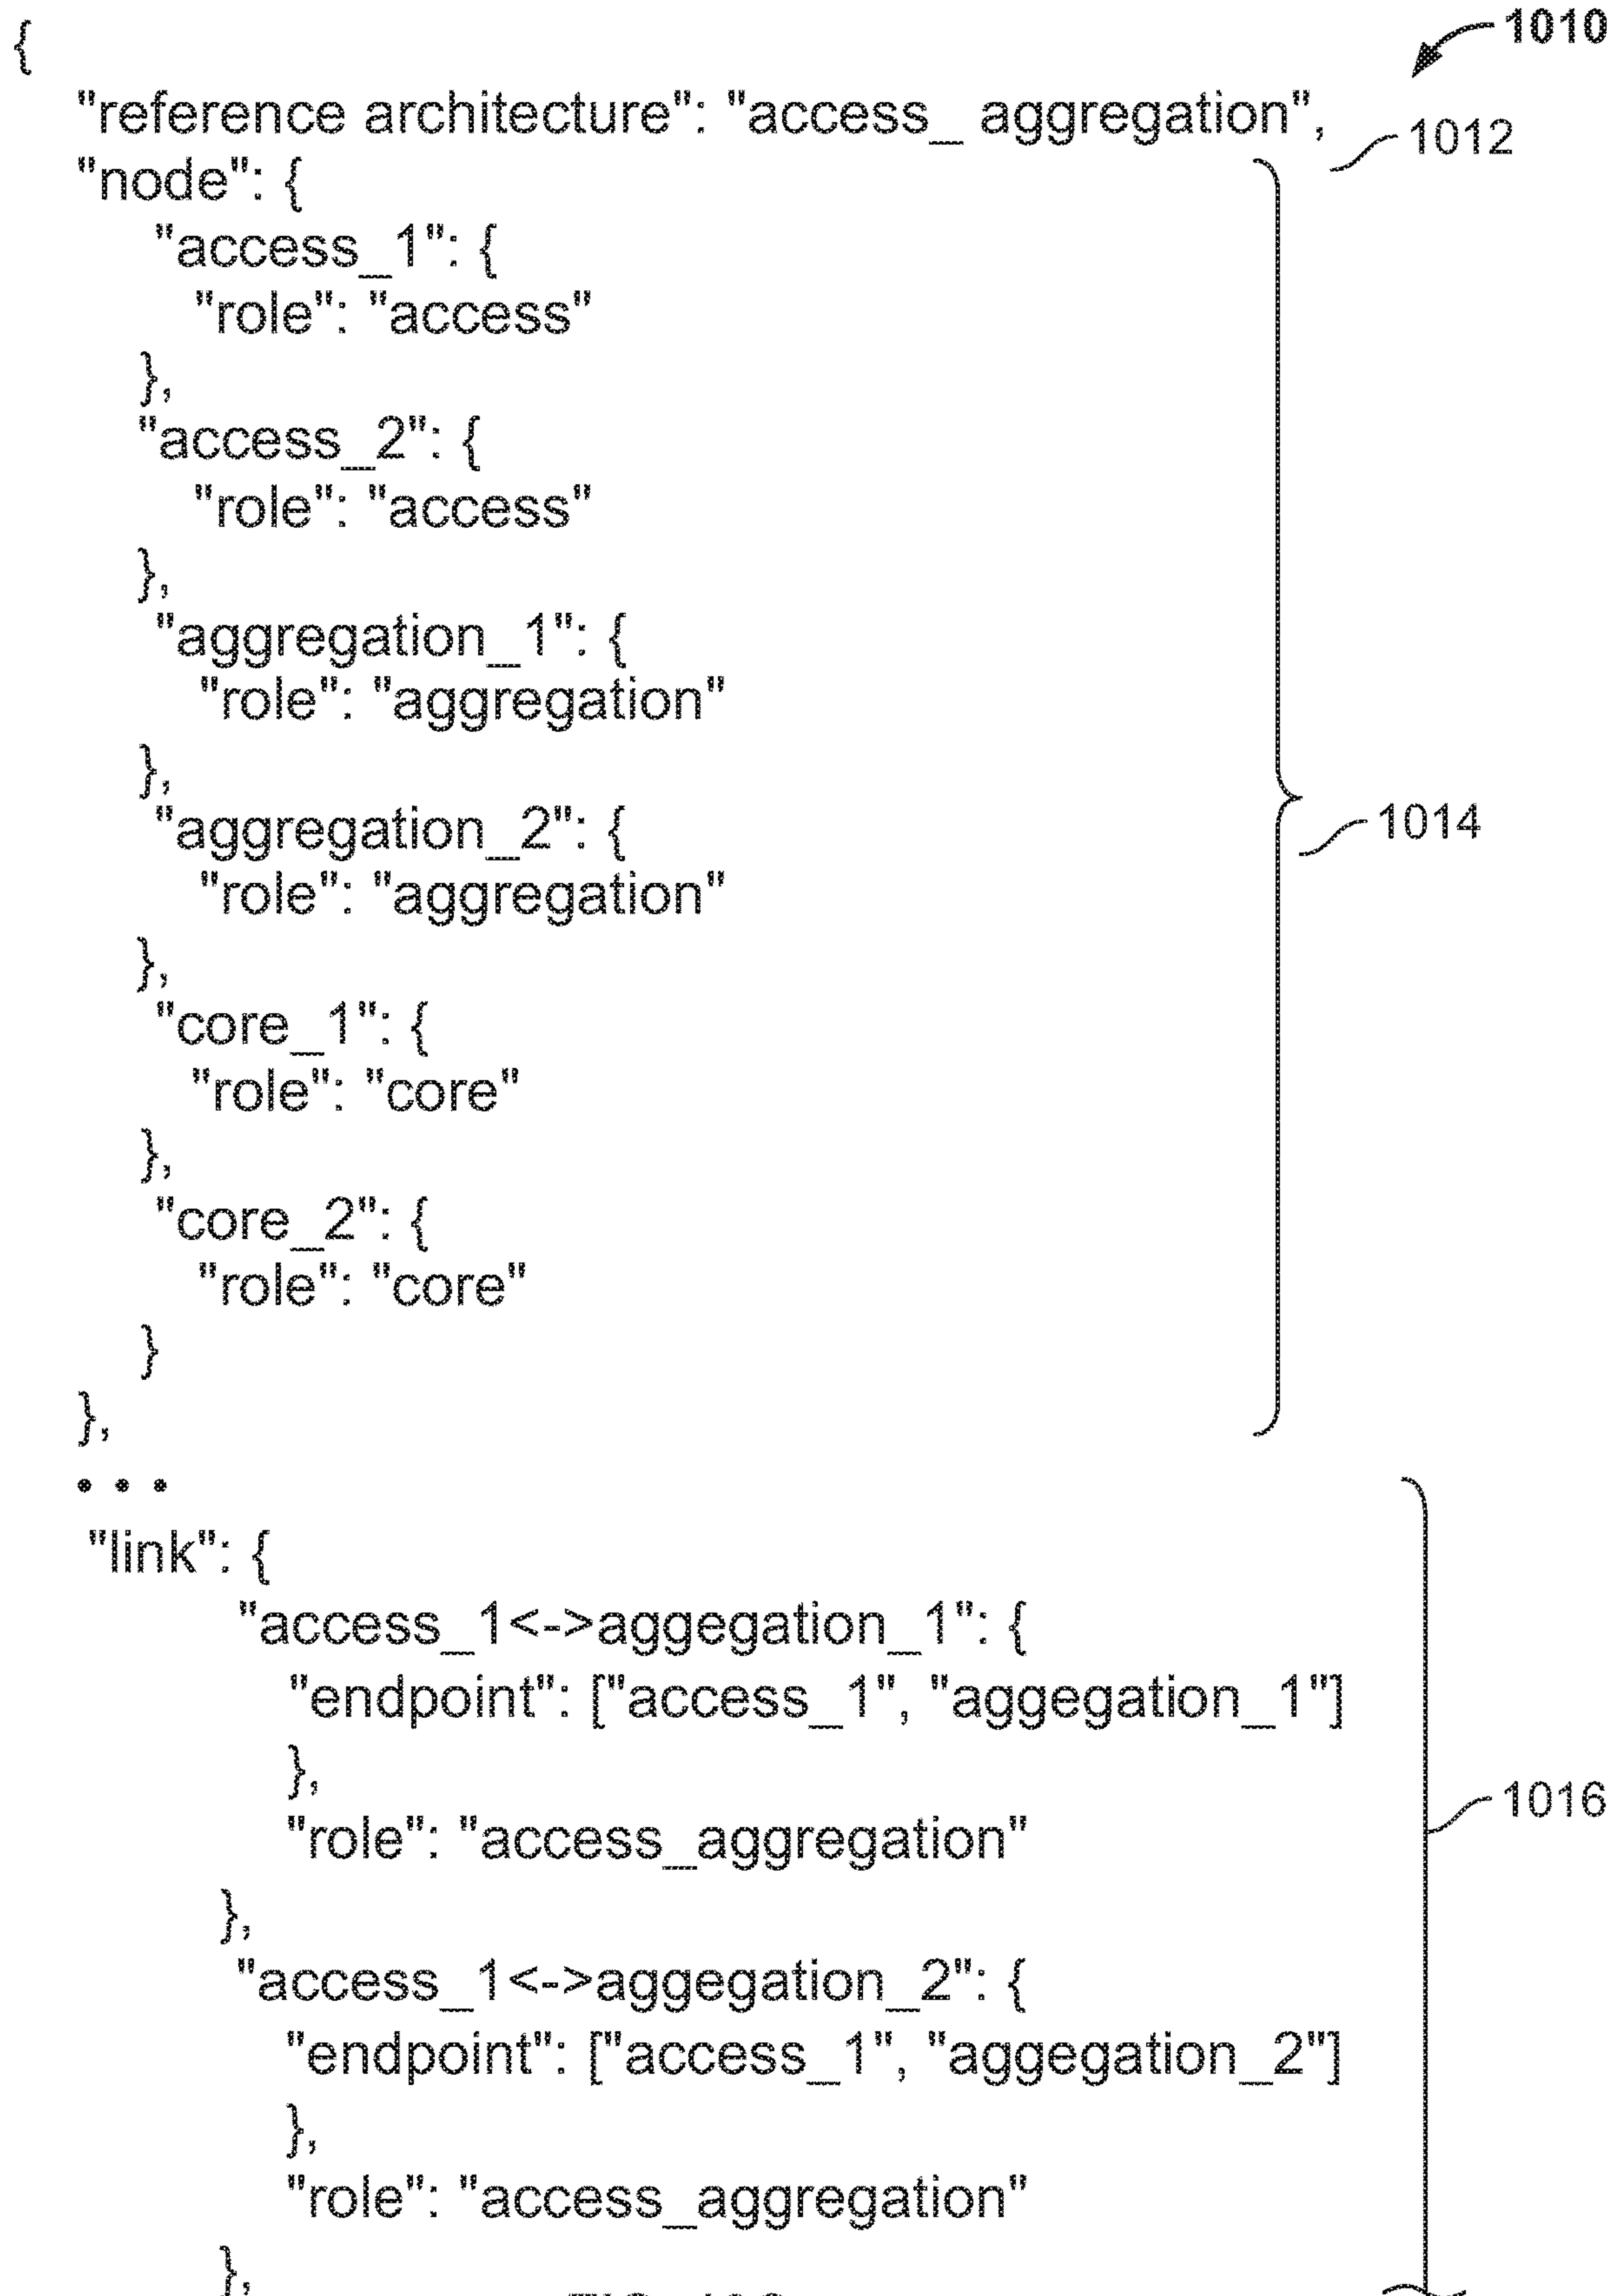 {
1010
"reference architecture": "access_ aggregation",
1012
"node": {
"access_1": {
"role": "access"
},
"access_2": {
"role": "access"
},
"aggregation_1": {
"role": "aggregation"
},
"aggregation_2": {
"role": "aggregation"
1014
},
"core_1": {
"role": "core"
},
"core_2": {
"role": "core"
}
},
• • •
"link": {
"access_1<->aggegation_1": {
"endpoint": ["access_1", "aggegation_1"]
},
1016
"role": "access_aggregation"
},
"access_1<->aggegation_2": {
"endpoint": ["access_1", "aggegation_2"]
},
"role": "access_aggregation"
},